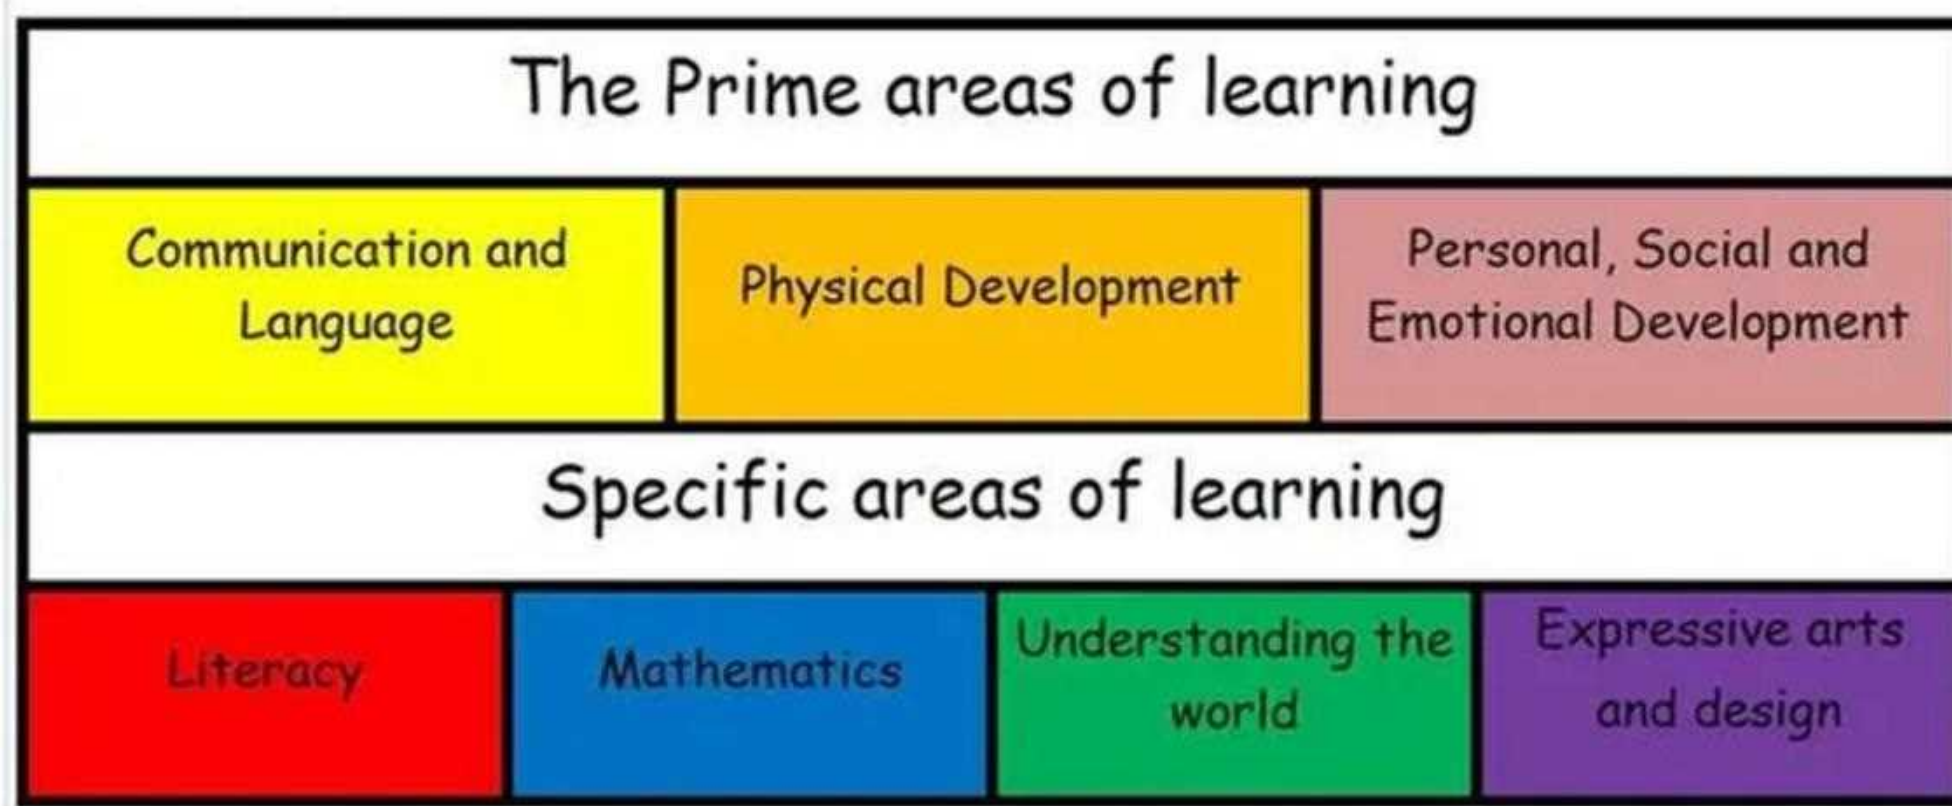 The Prime areas of learning
Communication and
Language
Physical Development
Personal, Social and
Emotional Development
Specific areas of learning
Literacy
Mathematics
Understanding the
world
Expressive arts
and design